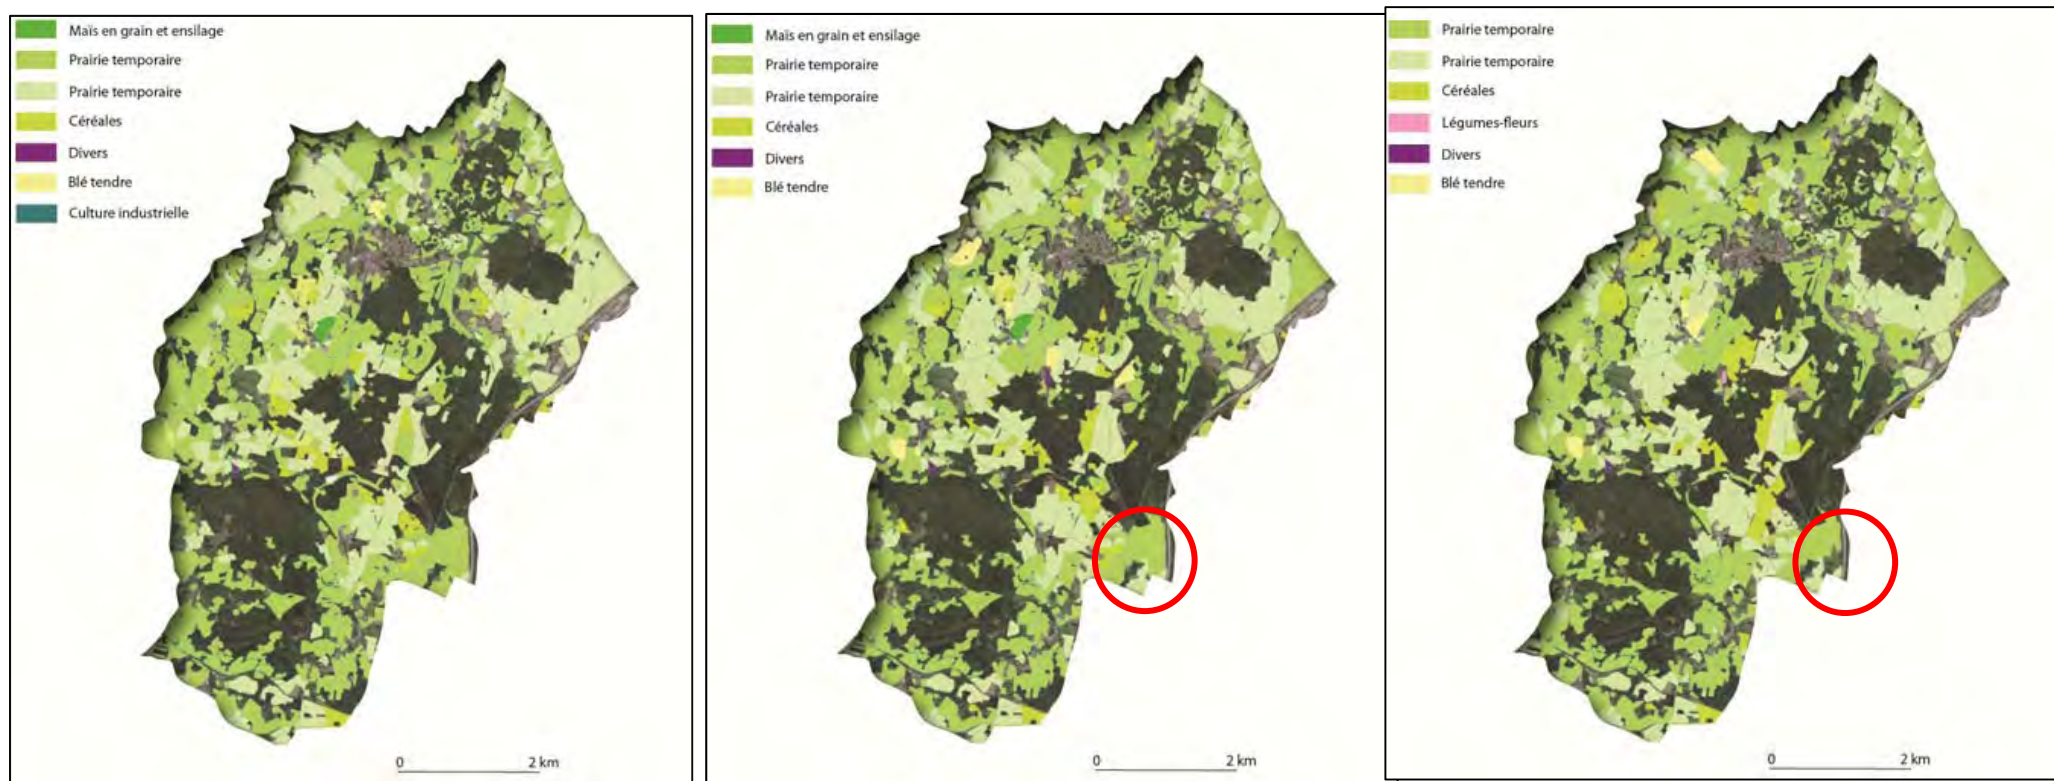 Maïs en grain et ensilage
Prairie temporaire
Prairie temporaire
Céréales
Divers
Blé tendre
Culture industrielle
0 2 km
Maïs en grain et ensilage
Prairie temporaire
Prairie temporaire
Céréales
Divers
Blé tendre
0 2 km
Prairie temporaire
Prairie temporaire
Céréales
Légumes-fleurs
Divers
Blé tendre
0 2 km